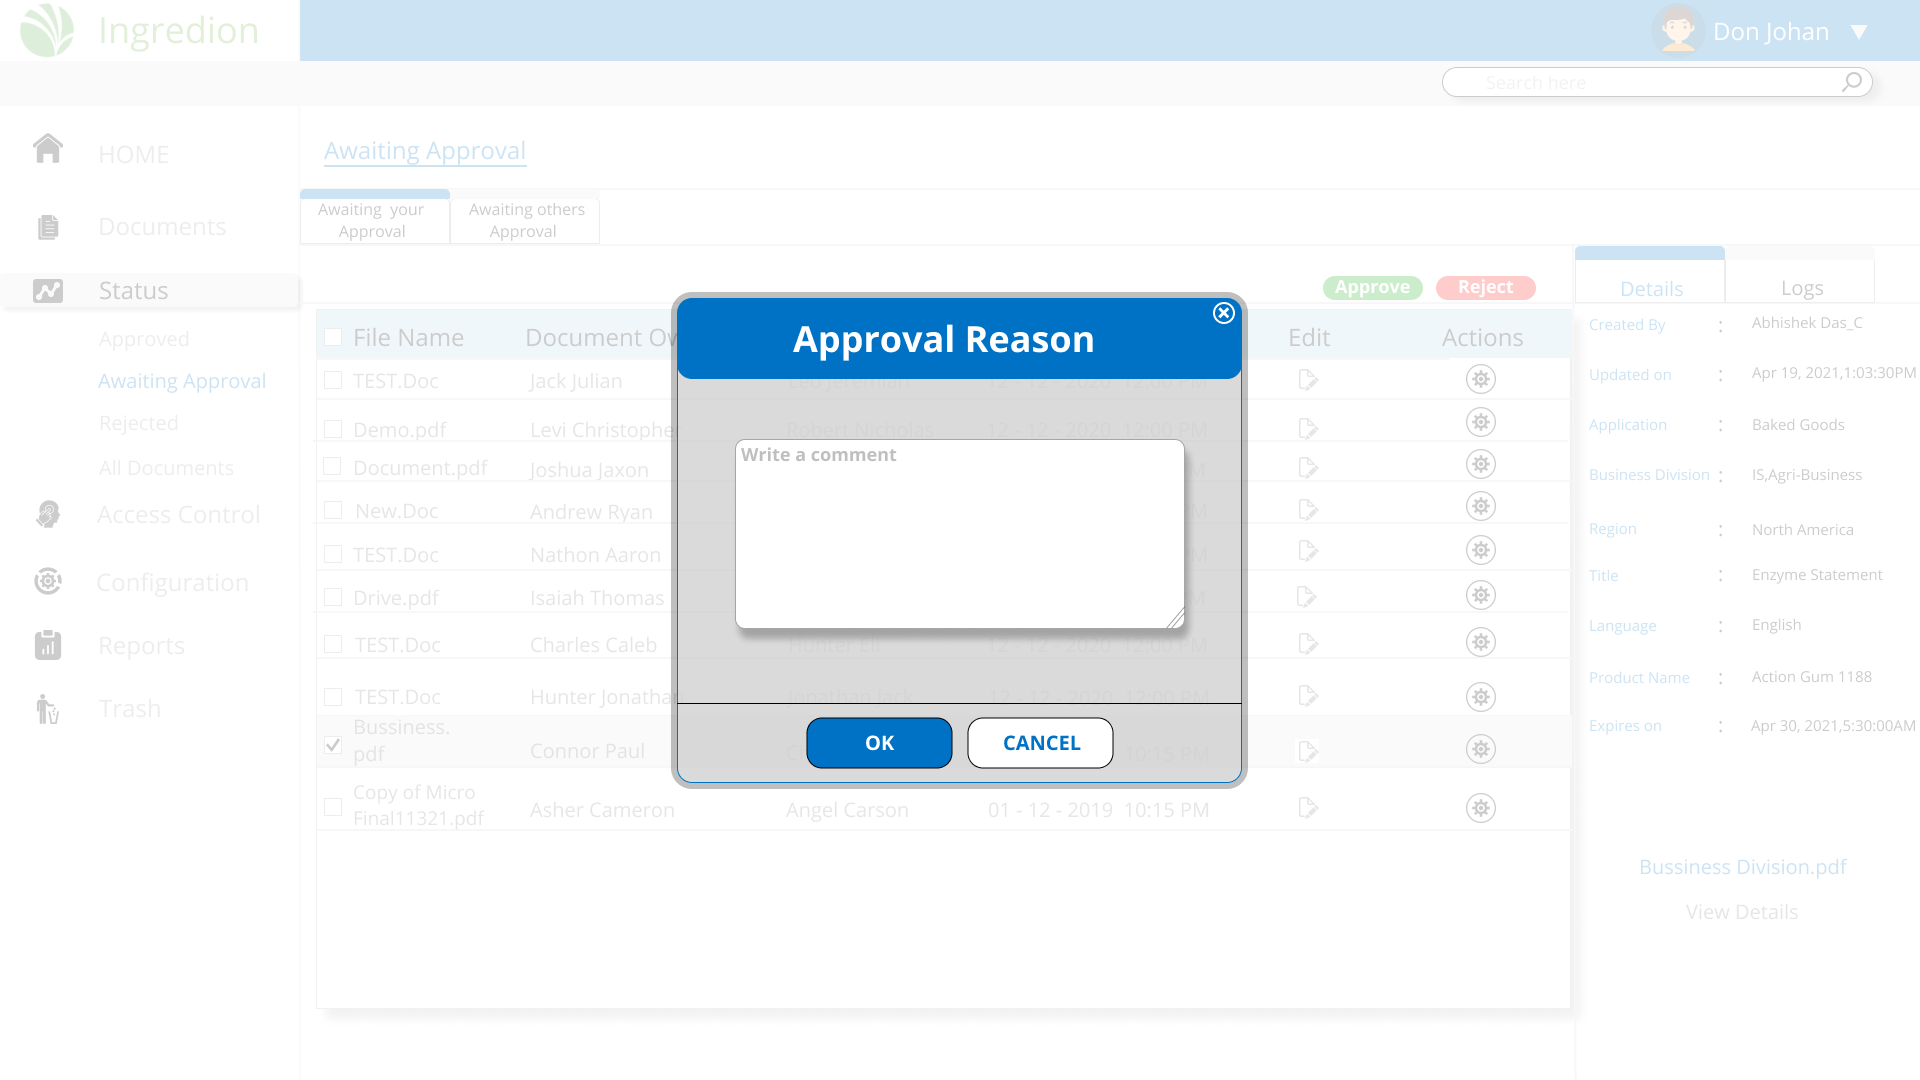 Ingredion
Don Johan
Search here
HOME
Documents
Status
Approved
Awaiting Approval
Rejected
All Documents
Access Control
Configuration
Reports
Trash
Awaiting Approval
Awaiting your
Approval
Awaiting others
Approval
Approve Reject
File Name Document Ow Edit Actions
TEST.Doc Jack Julian Leo Jeremiah 12 - 12 - 2020 12:00 PM
Demo.pdf Levi Christopher Robert Nicholas 12 - 12 - 2020 12:00 PM
Document.pdf Joshua Jaxon
New.Doc Andrew Ryan
TEST.Doc Nathon Aaron
Drive.pdf Isaiah Thomas
TEST.Doc Charles Caleb Hunter Eli 12 - 12 - 2020 12:00 PM
TEST.Doc Hunter Jonathan Jonathan Jack 12 - 12 - 2020 12:00 PM
Bussiness.
pdf Connor Paul 10:15 PM
Copy of Micro
Final11321.pdf Asher Cameron Angel Carson 01 - 12 - 2019 10:15 PM
Approval Reason
Write a comment
OK CANCEL
Details Logs
Created By : Abhishek Das_C
Updated on : Apr 19, 2021,1:03:30PM
Application : Baked Goods
Business Division : IS,Agri-Business
Region : North America
Title : Enzyme Statement
Language : English
Product Name : Action Gum 1188
Expires on : Apr 30, 2021,5:30:00AM
Bussiness Division.pdf
View Details